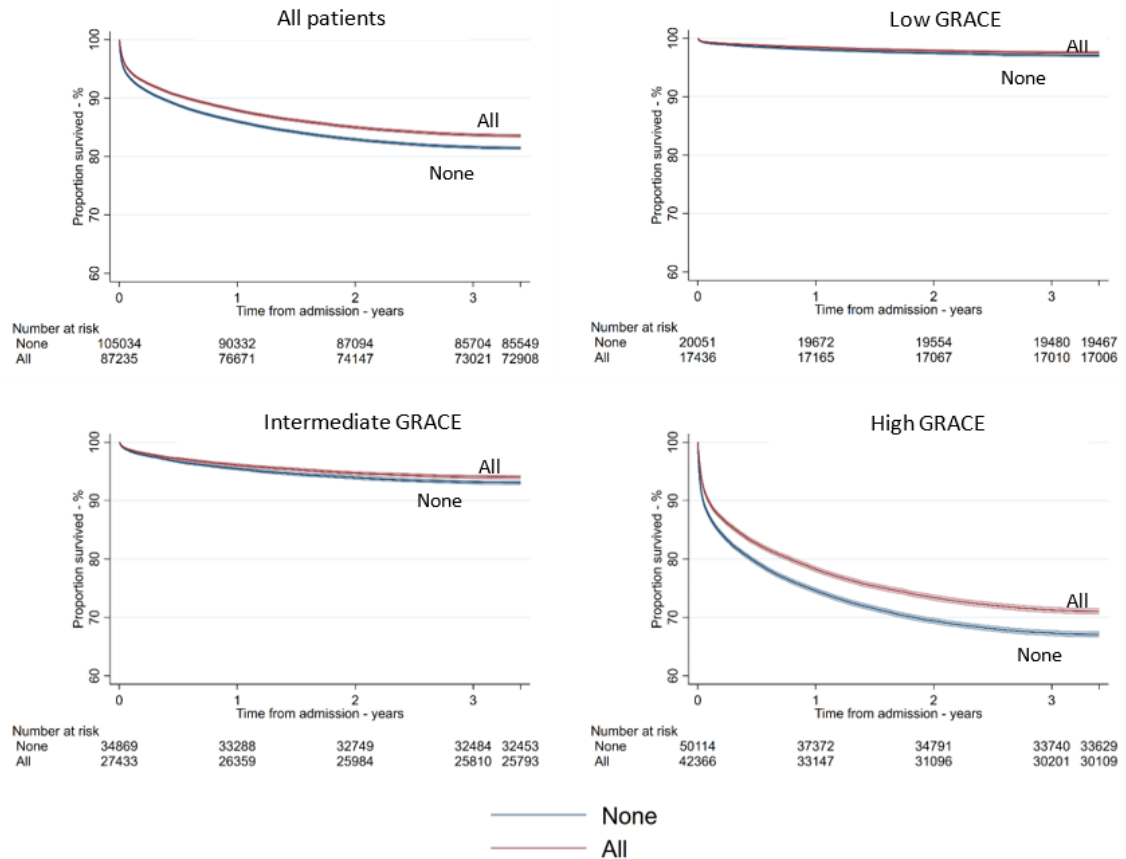 All patients
Proportion survived - %
100
90
80
70
60
All
None
0 1 2 3
Time from admission - years
Number at risk
None 105034 90332 87094 85704 85549
All 87235 76671 74147 73021 72908
Low GRACE
Proportion survived - %
100
90
80
70
60
All
None
0 1 2 3
Time from admission - years
Number at risk
None 20051 19672 19554 19480 19467
All 17436 17165 17067 17010 17006
Intermediate GRACE
Proportion survived - %
100
90
80
70
60
All
None
0 1 2 3
Time from admission - years
Number at risk
None 34869 33288 32749 32484 32453
All 27433 26359 25984 25810 25793
High GRACE
Proportion survived - %
100
90
80
70
60
All
None
0 1 2 3
Time from admission - years
Number at risk
None 50114 37372 34791 33740 33629
All 42366 33147 31096 30201 30109
None
All